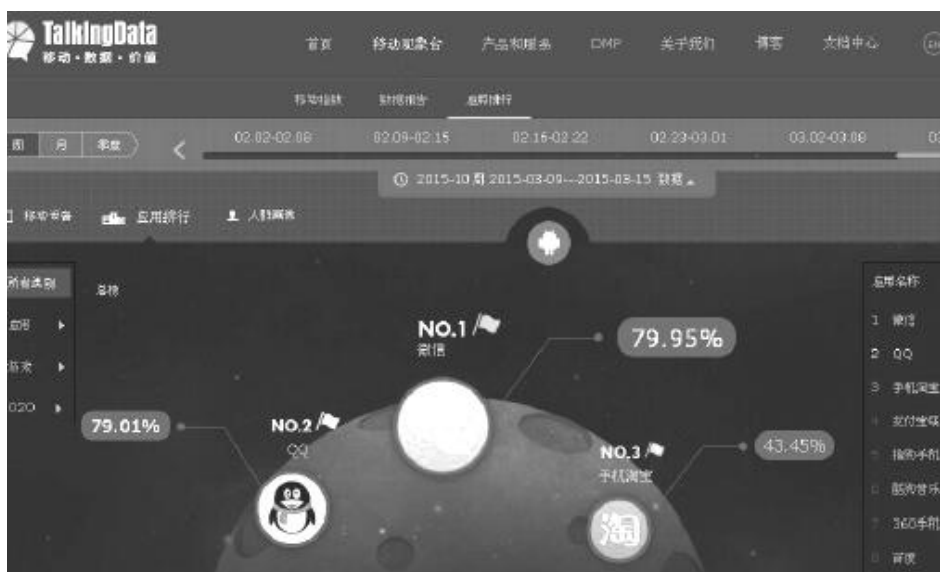 TalkingData
移动·数据·价值
首页 移动观象台 产品和服务 DMP 关于我们 博客 文档中心 EN
移动指数 数据报告 应用排行
周 月 季度
02.02-02.08 02.09-02.15 02.16-02.22 02.23-03.01 03.02-03.08
2015-10周 2015-03-09---2015-03-15 数据
移动设备 应用排行 人群画像
所有类别
总榜
应用
游戏
O2O
NO.1
微信
79.95%
NO.2
QQ
79.01%
NO.3
手机淘宝
43.45%
淘
应用名称
1 微信
2 QQ
3 手机淘宝
4 支付宝钱
5 搜狗手机
6 酷狗音乐
7 360手机
8 百度